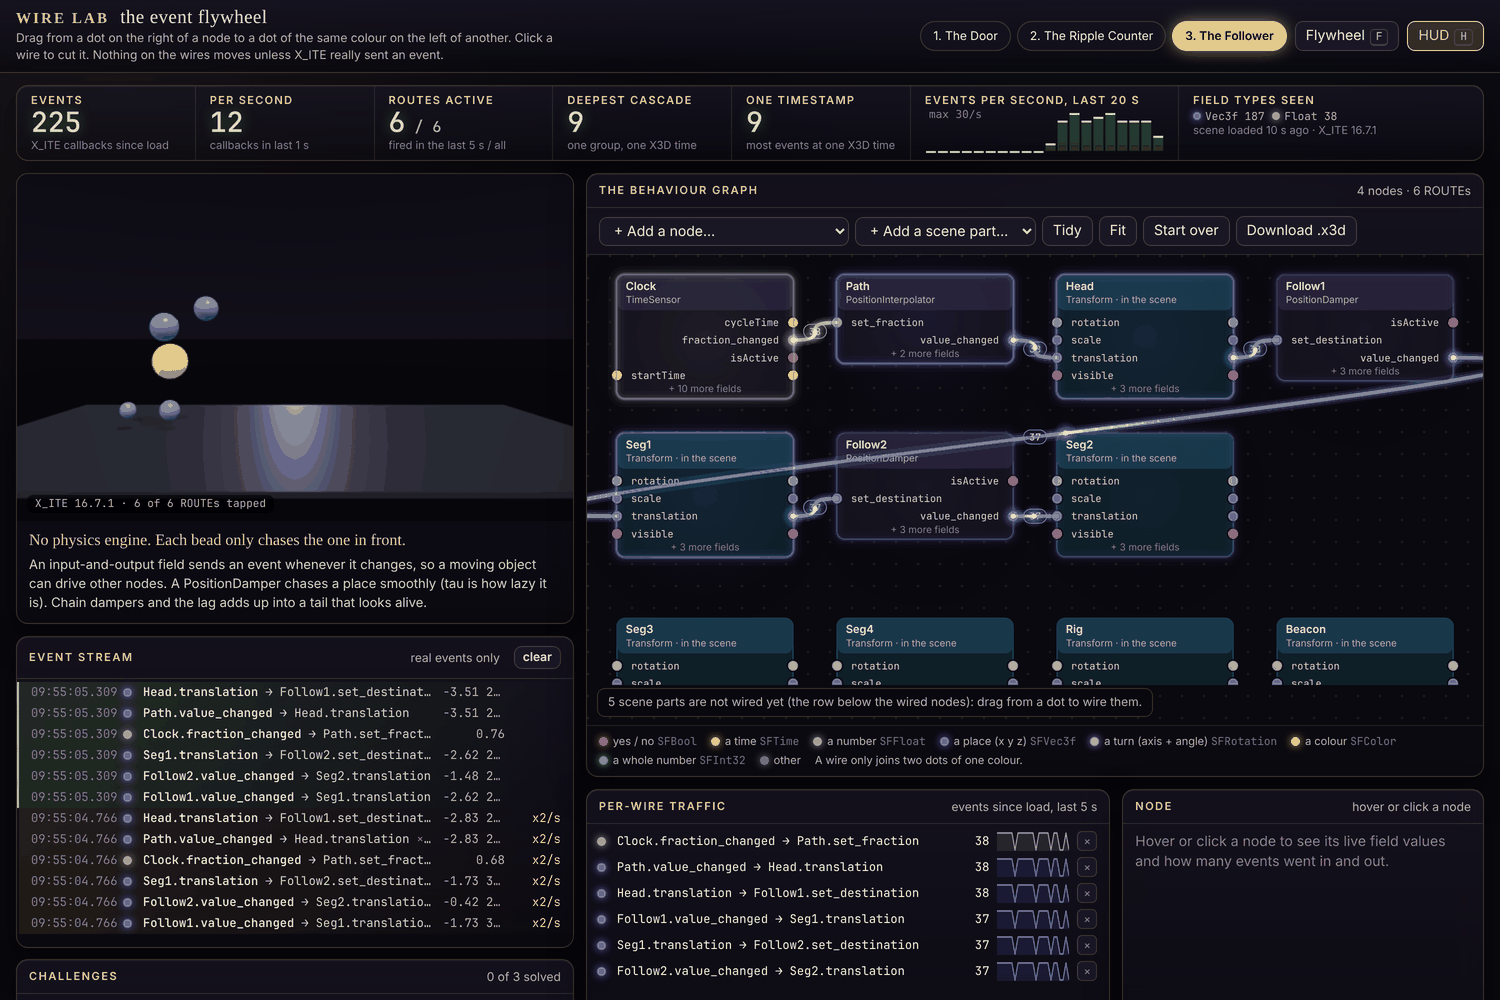 WIRE LAB the event flywheel
Drag from a dot on the right of a node to a dot of the same colour on the left of another. Click a
wire to cut it. Nothing on the wires moves unless X_ITE really sent an event.
1. The Door
2. The Ripple Counter
3. The Follower
Flywheel F
HUD H
EVENTS
225
X_ITE callbacks since load
PER SECOND
12
callbacks in last 1 s
ROUTES ACTIVE
6 / 6
fired in the last 5 s / all
DEEPEST CASCADE
9
one group, one X3D time
ONE TIMESTAMP
9
most events at one X3D time
EVENTS PER SECOND, LAST 20 S
max 30/s
FIELD TYPES SEEN
Vec3f 187 Float 38
scene loaded 10 s ago · X_ITE 16.7.1
X_ITE 16.7.1 · 6 of 6 ROUTEs tapped
No physics engine. Each bead only chases the one in front.
An input-and-output field sends an event whenever it changes, so a moving object
can drive other nodes. A PositionDamper chases a place smoothly (tau is how lazy it
is). Chain dampers and the lag adds up into a tail that looks alive.
EVENT STREAM
real events only
clear
09:55:05.309 Head.translation → Follow1.set_destinat… -3.51 2…
09:55:05.309 Path.value_changed → Head.translation -3.51 2…
09:55:05.309 Clock.fraction_changed → Path.set_fract… 0.76
09:55:05.309 Seg1.translation → Follow2.set_destinat… -2.62 2…
09:55:05.309 Follow2.value_changed → Seg2.translation -1.48 2…
09:55:05.309 Follow1.value_changed → Seg1.translation -2.62 2…
09:55:04.766 Head.translation → Follow1.set_destinat… -2.83 2… x2/s
09:55:04.766 Path.value_changed → Head.translation ×… -2.83 2… x2/s
09:55:04.766 Clock.fraction_changed → Path.set_fract… 0.68 x2/s
09:55:04.766 Seg1.translation → Follow2.set_destinat… -1.73 3… x2/s
09:55:04.766 Follow2.value_changed → Seg2.translatio… -0.42 2… x2/s
09:55:04.766 Follow1.value_changed → Seg1.translatio… -1.73 3… x2/s
CHALLENGES
0 of 3 solved
THE BEHAVIOUR GRAPH
4 nodes · 6 ROUTEs
+ Add a node...
+ Add a scene part...
Tidy
Fit
Start over
Download .x3d
Clock
TimeSensor
cycleTime
fraction_changed
isActive
startTime
+ 10 more fields
Path
PositionInterpolator
set_fraction
value_changed
+ 2 more fields
Head
Transform · in the scene
rotation
scale
translation
visible
+ 3 more fields
Follow1
PositionDamper
isActive
set_destination
value_changed
+ 3 more fields
37
Seg1
Transform · in the scene
rotation
scale
translation
visible
+ 3 more fields
Follow2
PositionDamper
isActive
set_destination
value_changed
+ 3 more fields
Seg2
Transform · in the scene
rotation
scale
translation
visible
+ 3 more fields
Seg3
Transform · in the scene
rotation
scale
Seg4
Transform · in the scene
rotation
scale
Rig
Transform · in the scene
rotation
scale
Beacon
Transform · in the scene
rotation
scale
5 scene parts are not wired yet (the row below the wired nodes): drag from a dot to wire them.
yes / no SFBool a time SFTime a number SFFloat a place (x y z) SFVec3f a turn (axis + angle) SFRotation a colour SFColor
a whole number SFInt32 other A wire only joins two dots of one colour.
PER-WIRE TRAFFIC
events since load, last 5 s
Clock.fraction_changed → Path.set_fraction 38 ×
Path.value_changed → Head.translation 38 ×
Head.translation → Follow1.set_destination 38 ×
Follow1.value_changed → Seg1.translation 37 ×
Seg1.translation → Follow2.set_destination 37 ×
Follow2.value_changed → Seg2.translation 37 ×
NODE
hover or click a node
Hover or click a node to see its live field values
and how many events went in and out.